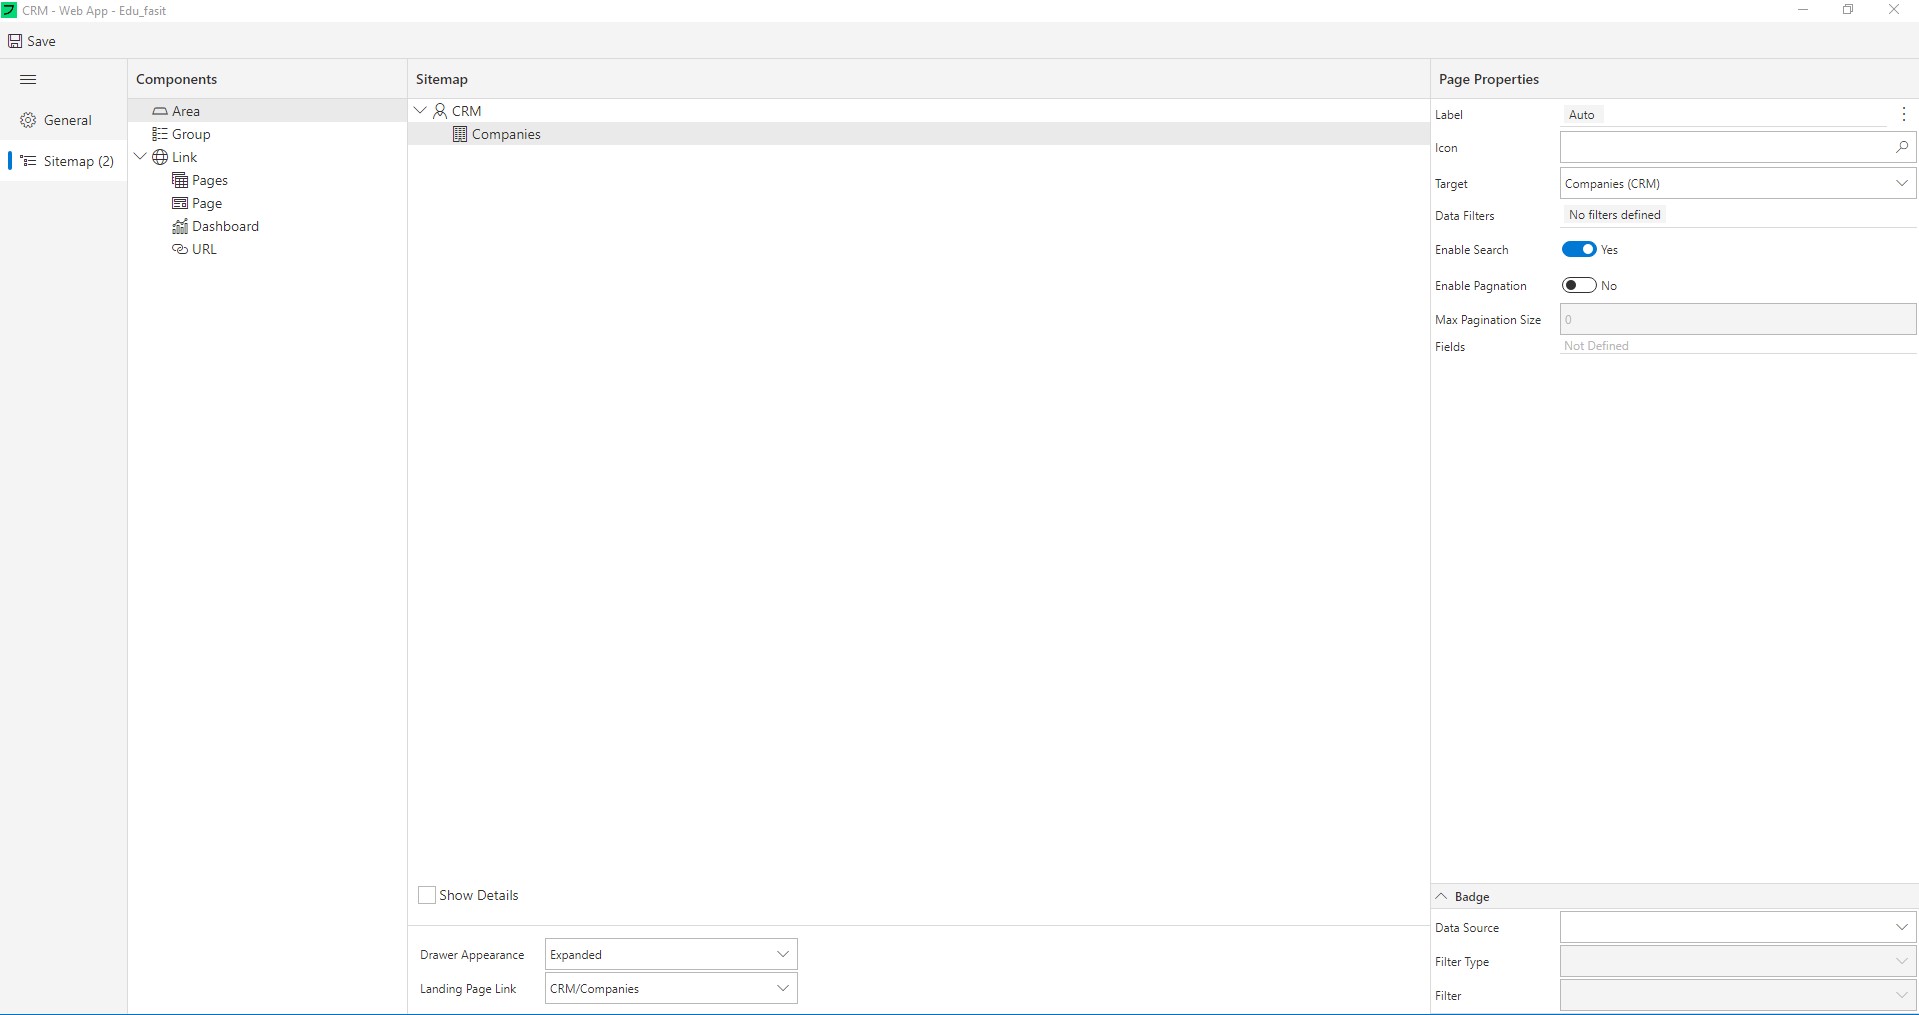 CRM - Web App - Edu_fasit
Save
General
Sitemap (2)
Components
Area
Group
Link
Pages
Page
Dashboard
URL
Sitemap
CRM
Companies
Show Details
Drawer Appearance Expanded
Landing Page Link CRM/Companies
Page Properties
Label Auto
Icon
Target Companies (CRM)
Data Filters No filters defined
Enable Search Yes
Enable Pagnation No
Max Pagination Size 0
Fields Not Defined
Badge
Data Source
Filter Type
Filter